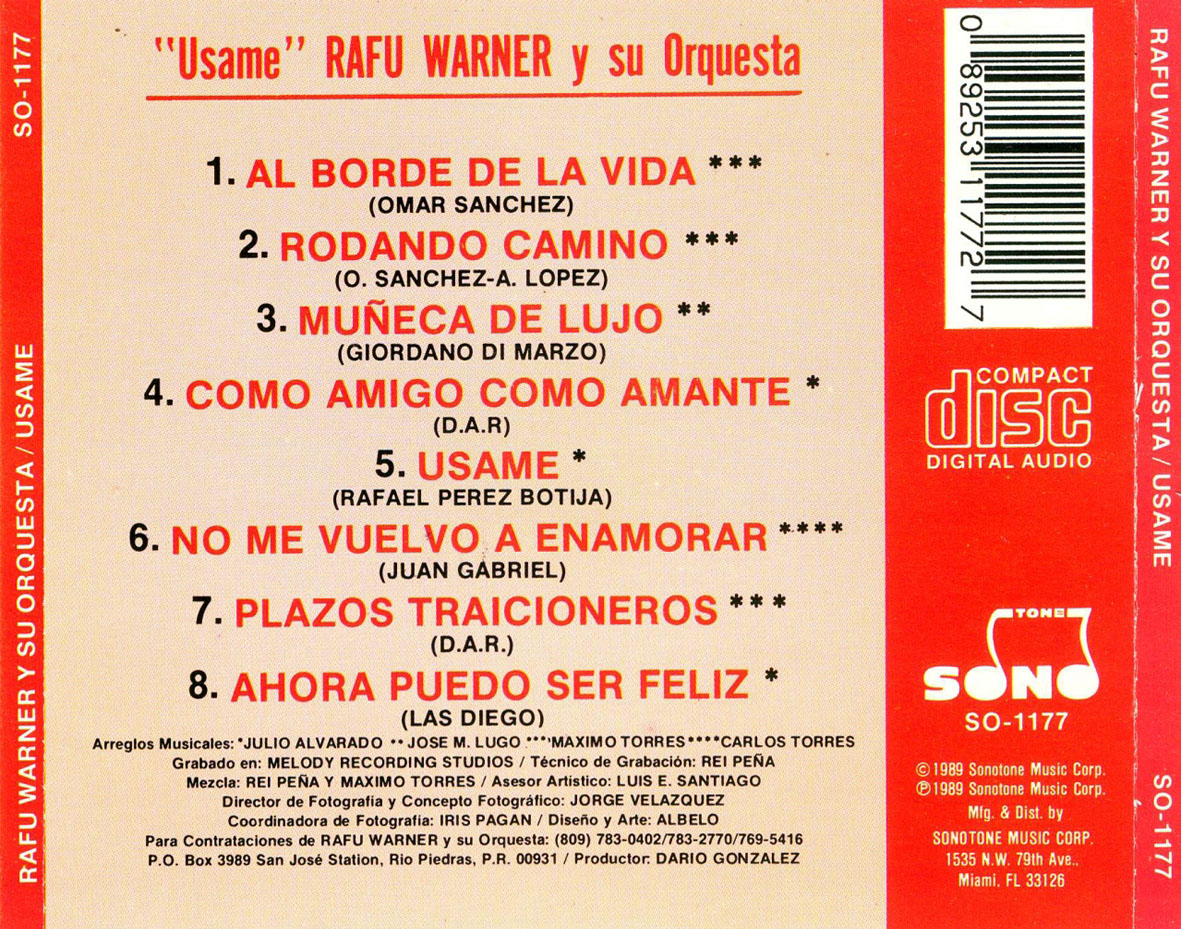 SO-1177
RAFU WARNER Y SU ORQUESTA / USAME
"Usame" RAFU WARNER y su Orquesta
1. AL BORDE DE LA VIDA ***
(OMAR SANCHEZ)
2. RODANDO CAMINO ***
(O. SANCHEZ-A. LOPEZ)
3. MUÑECA DE LUJO **
(GIORDANO DI MARZO)
4. COMO AMIGO COMO AMANTE *
(D.A.R)
5. USAME *
(RAFAEL PEREZ BOTIJA)
6. NO ME VUELVO A ENAMORAR ****
(JUAN GABRIEL)
7. PLAZOS TRAICIONEROS ***
(D.A.R.)
8. AHORA PUEDO SER FELIZ *
(LAS DIEGO)
Arreglos Musicales: *JULIO ALVARADO ** JOSE M. LUGO ***'MAXIMO TORRES****CARLOS TORRES
Grabado en: MELODY RECORDING STUDIOS / Técnico de Grabación: REI PEÑA
Mezcla: REI PEÑA Y MAXIMO TORRES / Asesor Artístico: LUIS E. SANTIAGO
Director de Fotografía y Concepto Fotográfico: JORGE VELAZQUEZ
Coordinadora de Fotografía: IRIS PAGAN / Diseño y Arte: ALBELO
Para Contrataciones de RAFU WARNER y su Orquesta: (809) 783-0402/783-2770/769-5416
P.O. Box 3989 San José Station, Rio Piedras, P.R. 00931 / Productor: DARIO GONZALEZ
0 89253 11772 7
COMPACT
disc
DIGITAL AUDIO
TONE
SONO
SO-1177
©1989 Sonotone Music Corp.
℗1989 Sonotone Music Corp.
Mfg. & Dist. by
SONOTONE MUSIC CORP.
1535 N.W. 79th Ave.,
Miami, FL 33126
RAFU WARNER Y SU ORQUESTA / USAME
SO-1177